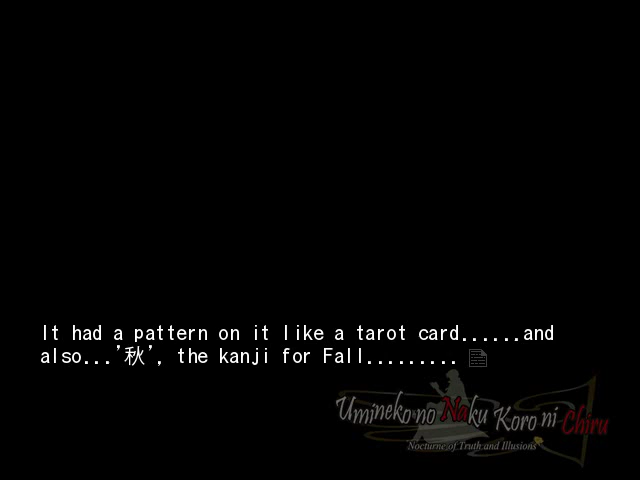 It had a pattern on it like a tarot card......and
also...'秋', the kanji for Fall.........
Umineko no Naku Koro ni Chiru
Nocturne of Truth and Illusions